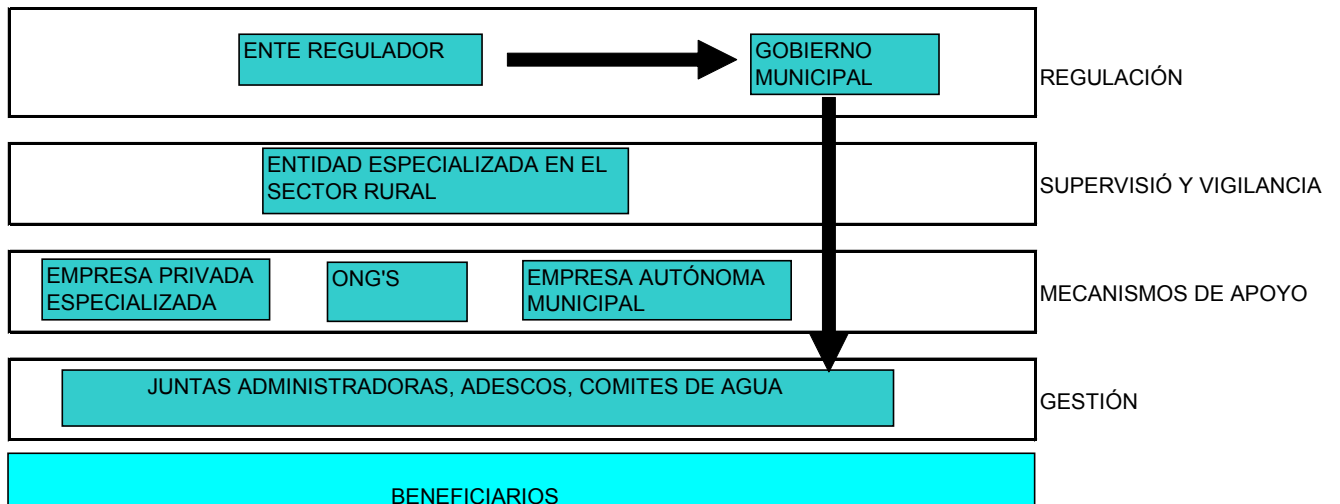 ENTE REGULADOR
GOBIERNO
MUNICIPAL
REGULACIÓN
ENTIDAD ESPECIALIZADA EN EL
SECTOR RURAL
SUPERVISIÓ Y VIGILANCIA
EMPRESA PRIVADA
ESPECIALIZADA
ONG'S
EMPRESA AUTÓNOMA
MUNICIPAL
MECANISMOS DE APOYO
JUNTAS ADMINISTRADORAS, ADESCOS, COMITES DE AGUA
GESTIÓN
BENEFICIARIOS